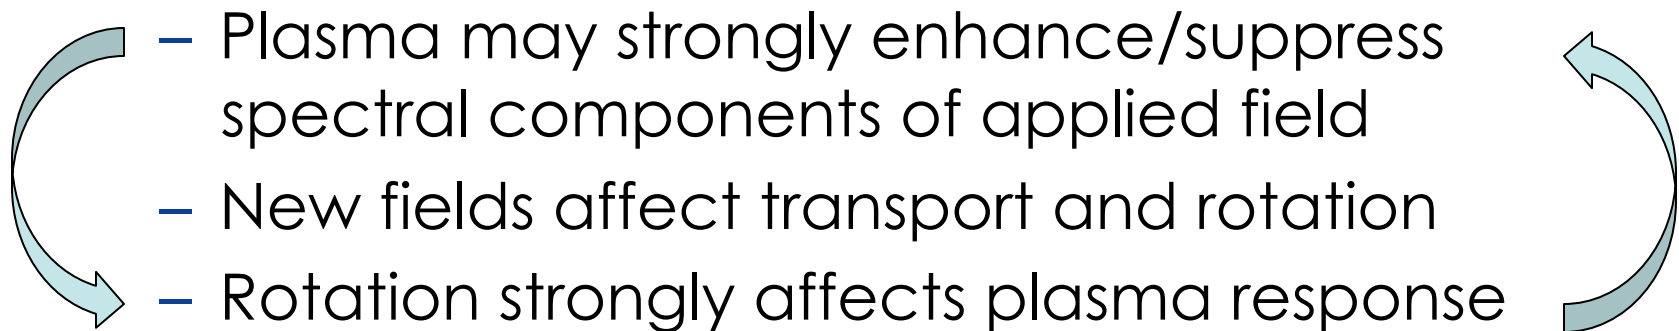 – Plasma may strongly enhance/suppress
spectral components of applied field
– New fields affect transport and rotation
– Rotation strongly affects plasma response